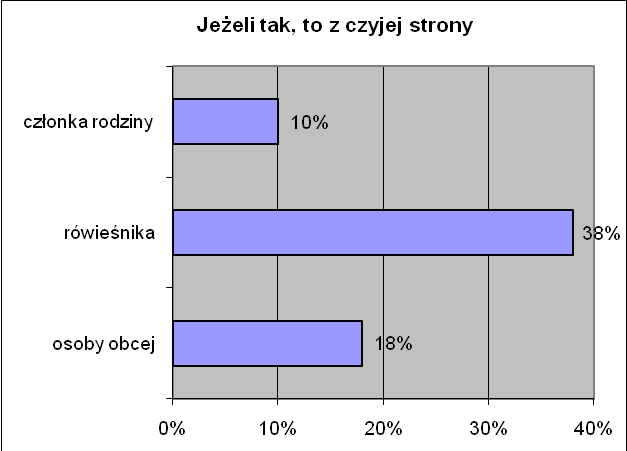 Jeżeli tak, to z czyjej strony
członka rodziny
10%
rówieśnika
38%
osoby obcej
18%
0% 10% 20% 30% 40%